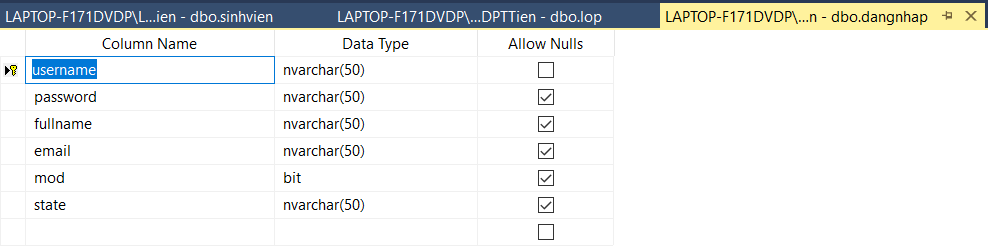 LAPTOP-F171DVDP\L...ien - dbo.sinhvien LAPTOP-F171DVDP\...DPTTien - dbo.lop LAPTOP-F171DVDP\...n - dbo.dangnhap
Column Name Data Type Allow Nulls
username nvarchar(50)
password nvarchar(50)
fullname nvarchar(50)
email nvarchar(50)
mod bit
state nvarchar(50)